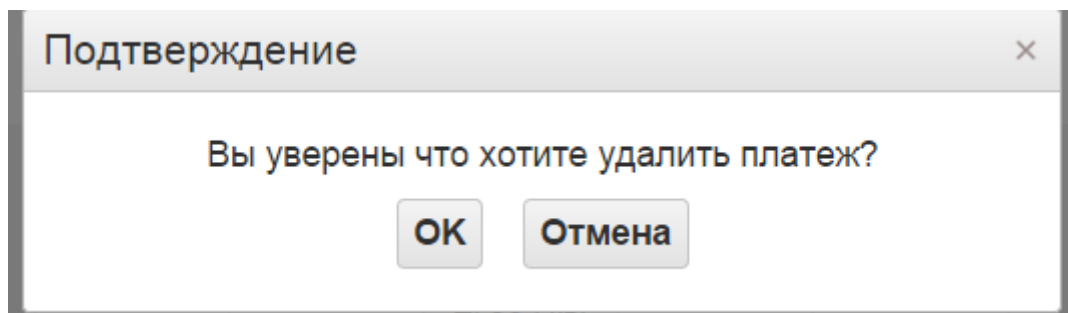 Подтверждение ×
Вы уверены что хотите удалить платеж?
OK Отмена